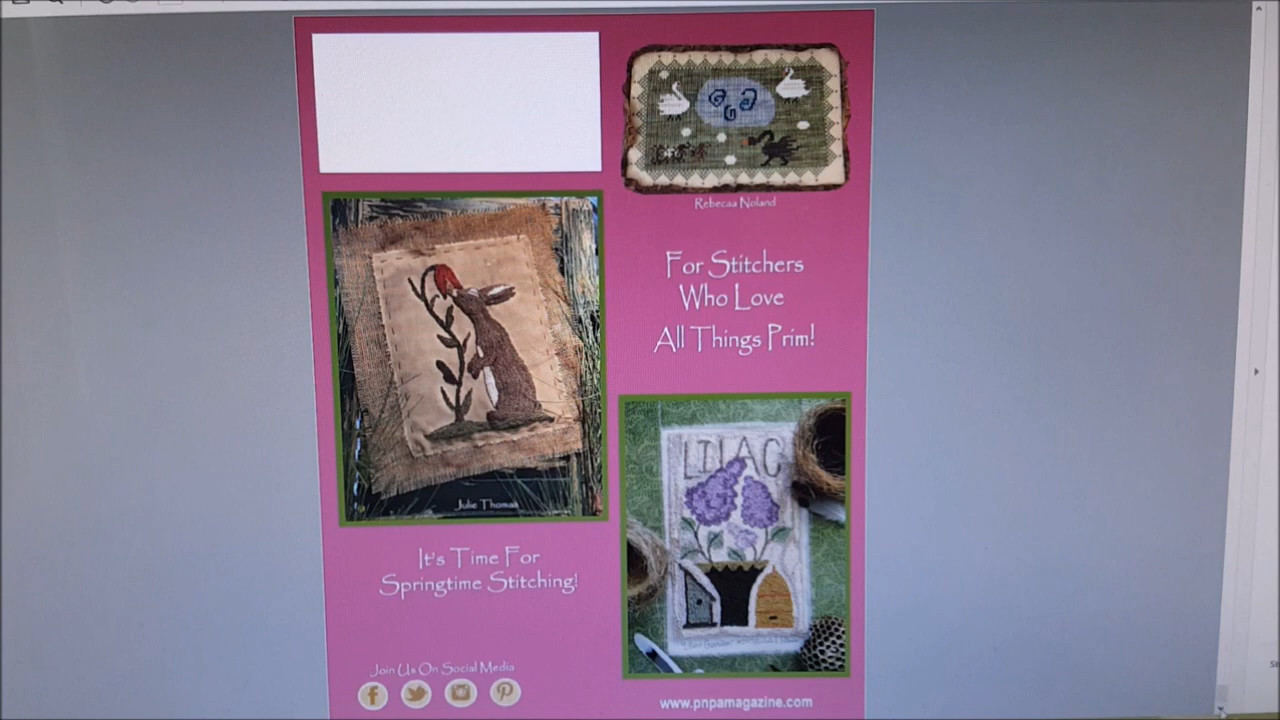 Rebecaa Noland
For Stitchers
Who Love
All Things Prim!
Julie Thomas
LILAC
It's Time For
Springtime Stitching!
Join Us On Social Media
www.pnpamagazine.com